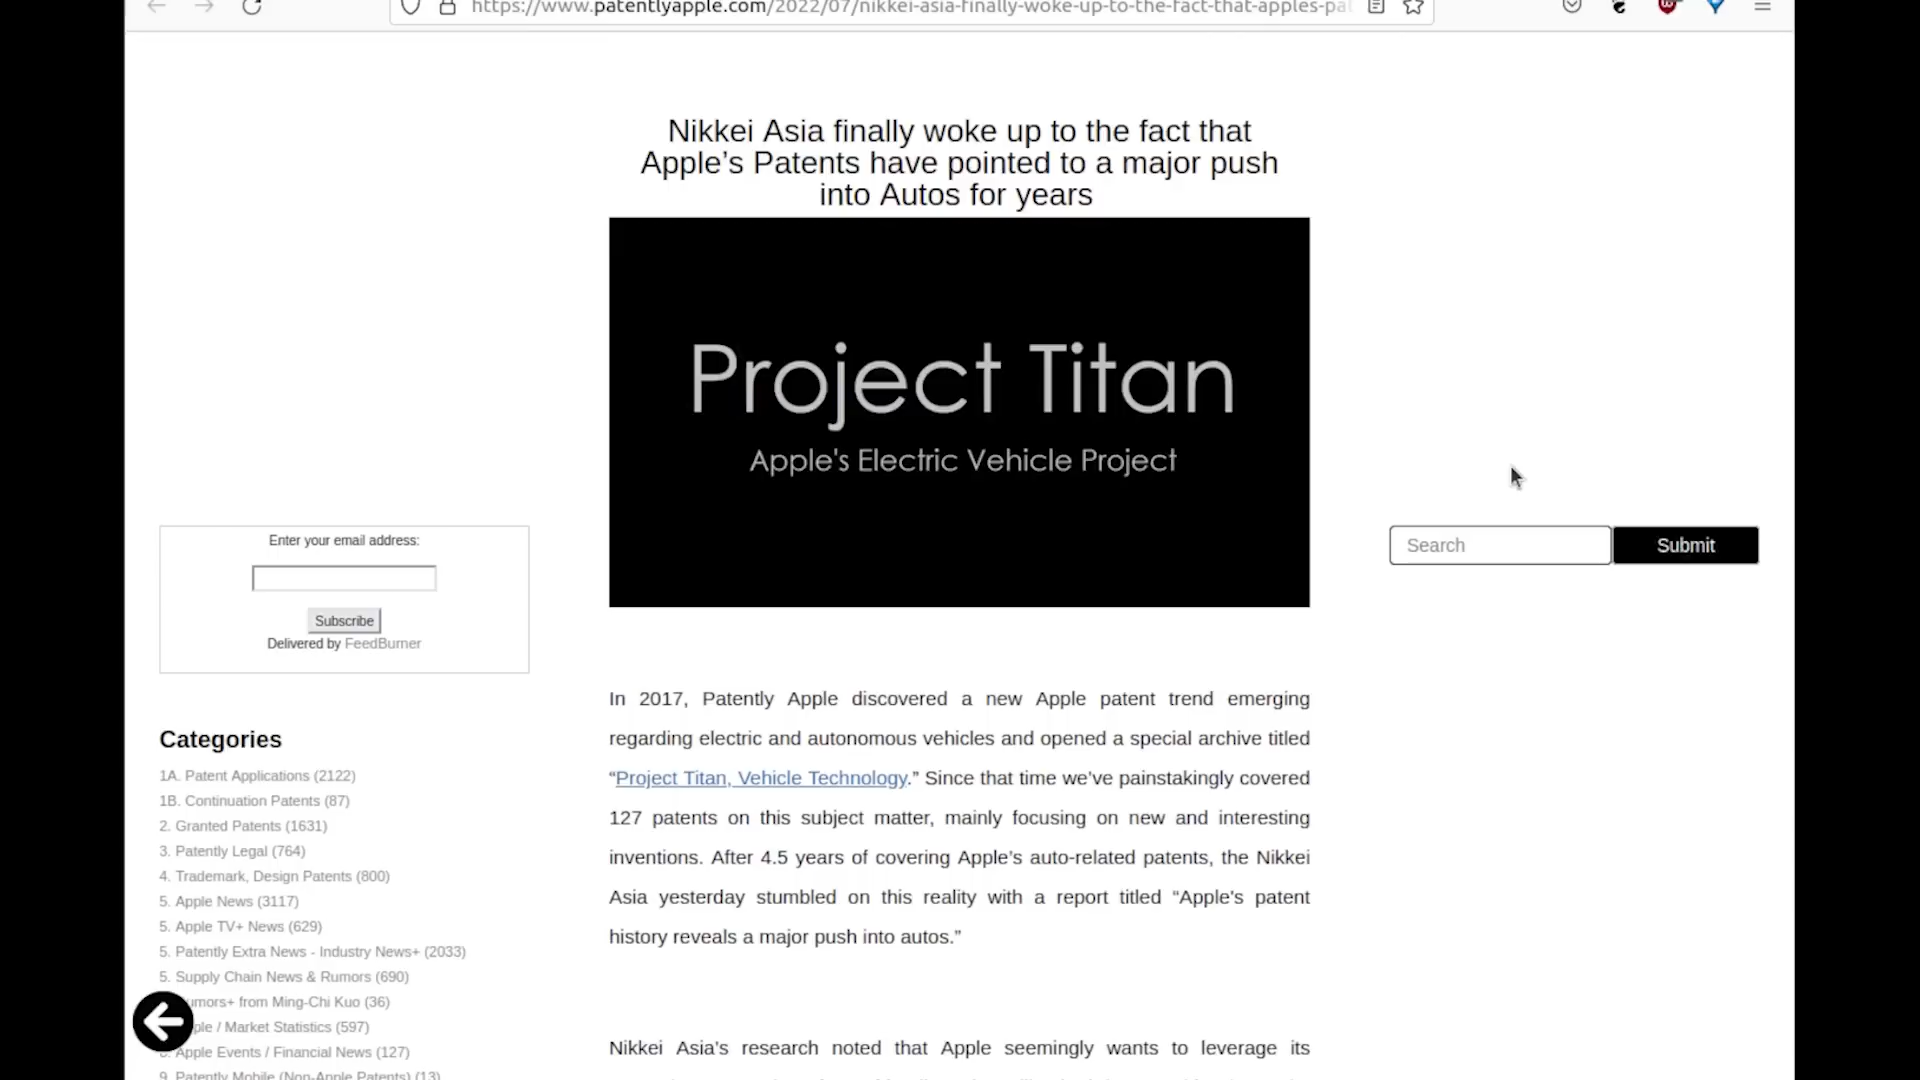 https://www.patentlyapple.com/2022/07/nikkei-asia-finally-woke-up-to-the-fact-that-apples-pat
Nikkei Asia finally woke up to the fact that
Apple’s Patents have pointed to a major push
into Autos for years
Project Titan
Apple's Electric Vehicle Project
Enter your email address:
Subscribe
Delivered by FeedBurner
Search
Submit
Categories
1A. Patent Applications (2122)
1B. Continuation Patents (87)
2. Granted Patents (1631)
3. Patently Legal (764)
4. Trademark, Design Patents (800)
5. Apple News (3117)
5. Apple TV+ News (629)
5. Patently Extra News - Industry News+ (2033)
5. Supply Chain News & Rumors (690)
from Ming-Chi Kuo (36)
/ Market Statistics (597)
Apple Events / Financial News (127)
9. Patently Mobile (Non-Apple Patents) (13)
In 2017, Patently Apple discovered a new Apple patent trend emerging
regarding electric and autonomous vehicles and opened a special archive titled
“Project Titan, Vehicle Technology.” Since that time we’ve painstakingly covered
127 patents on this subject matter, mainly focusing on new and interesting
inventions. After 4.5 years of covering Apple’s auto-related patents, the Nikkei
Asia yesterday stumbled on this reality with a report titled “Apple's patent
history reveals a major push into autos.”
Nikkei Asia’s research noted that Apple seemingly wants to leverage its